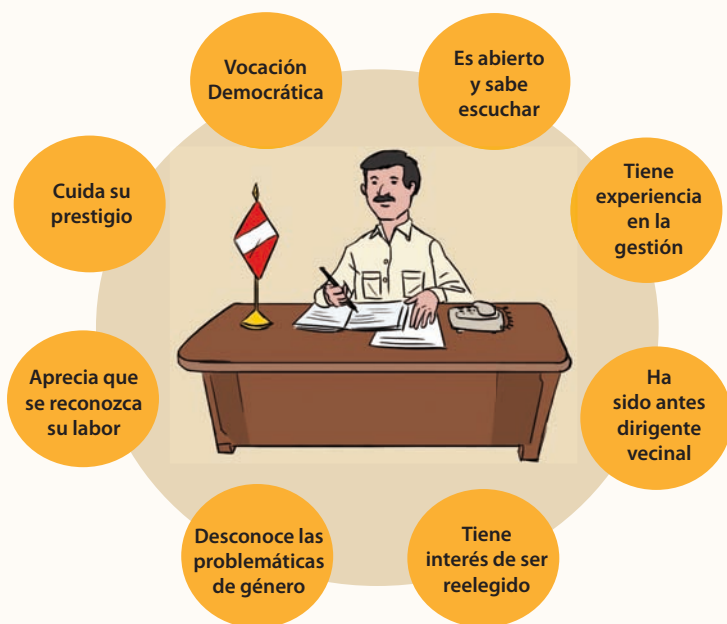 Vocación
Democrática
Es abierto
y sabe
escuchar
Tiene
experiencia
en la
gestión
Ha
sido antes
dirigente
vecinal
Tiene
interés de ser
reelegido
Desconoce las
problemáticas
de género
Aprecia que
se reconozca
su labor
Cuida su
prestigio